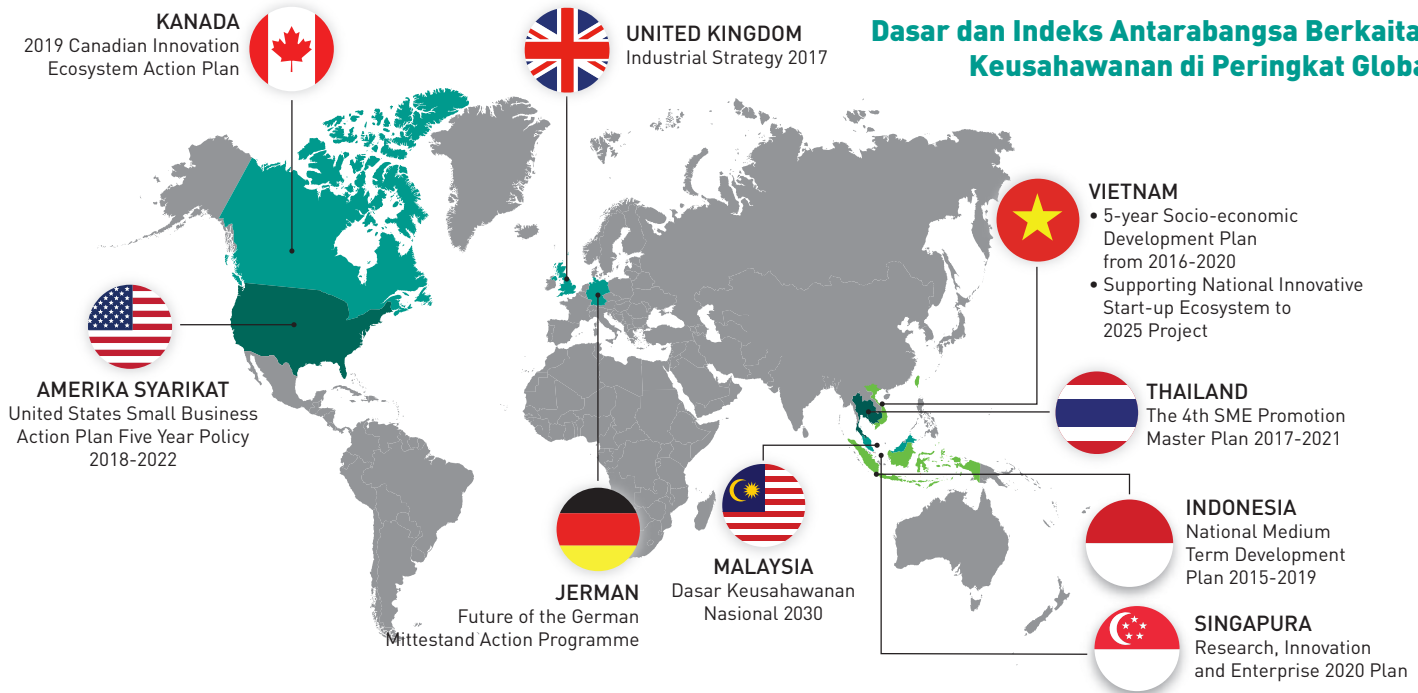 Dasar dan Indeks Antarabangsa Berkaita
Keusahawanan di Peringkat Globa
KANADA
2019 Canadian Innovation
Ecosystem Action Plan
UNITED KINGDOM
Industrial Strategy 2017
VIETNAM
• 5-year Socio-economic
Development Plan
from 2016-2020
• Supporting National Innovative
Start-up Ecosystem to
2025 Project
AMERIKA SYARIKAT
United States Small Business
Action Plan Five Year Policy
2018-2022
THAILAND
The 4th SME Promotion
Master Plan 2017-2021
JERMAN
Future of the German
Mittestand Action Programme
MALAYSIA
Dasar Keusahawanan
Nasional 2030
INDONESIA
National Medium
Term Development
Plan 2015-2019
SINGAPURA
Research, Innovation
and Enterprise 2020 Plan